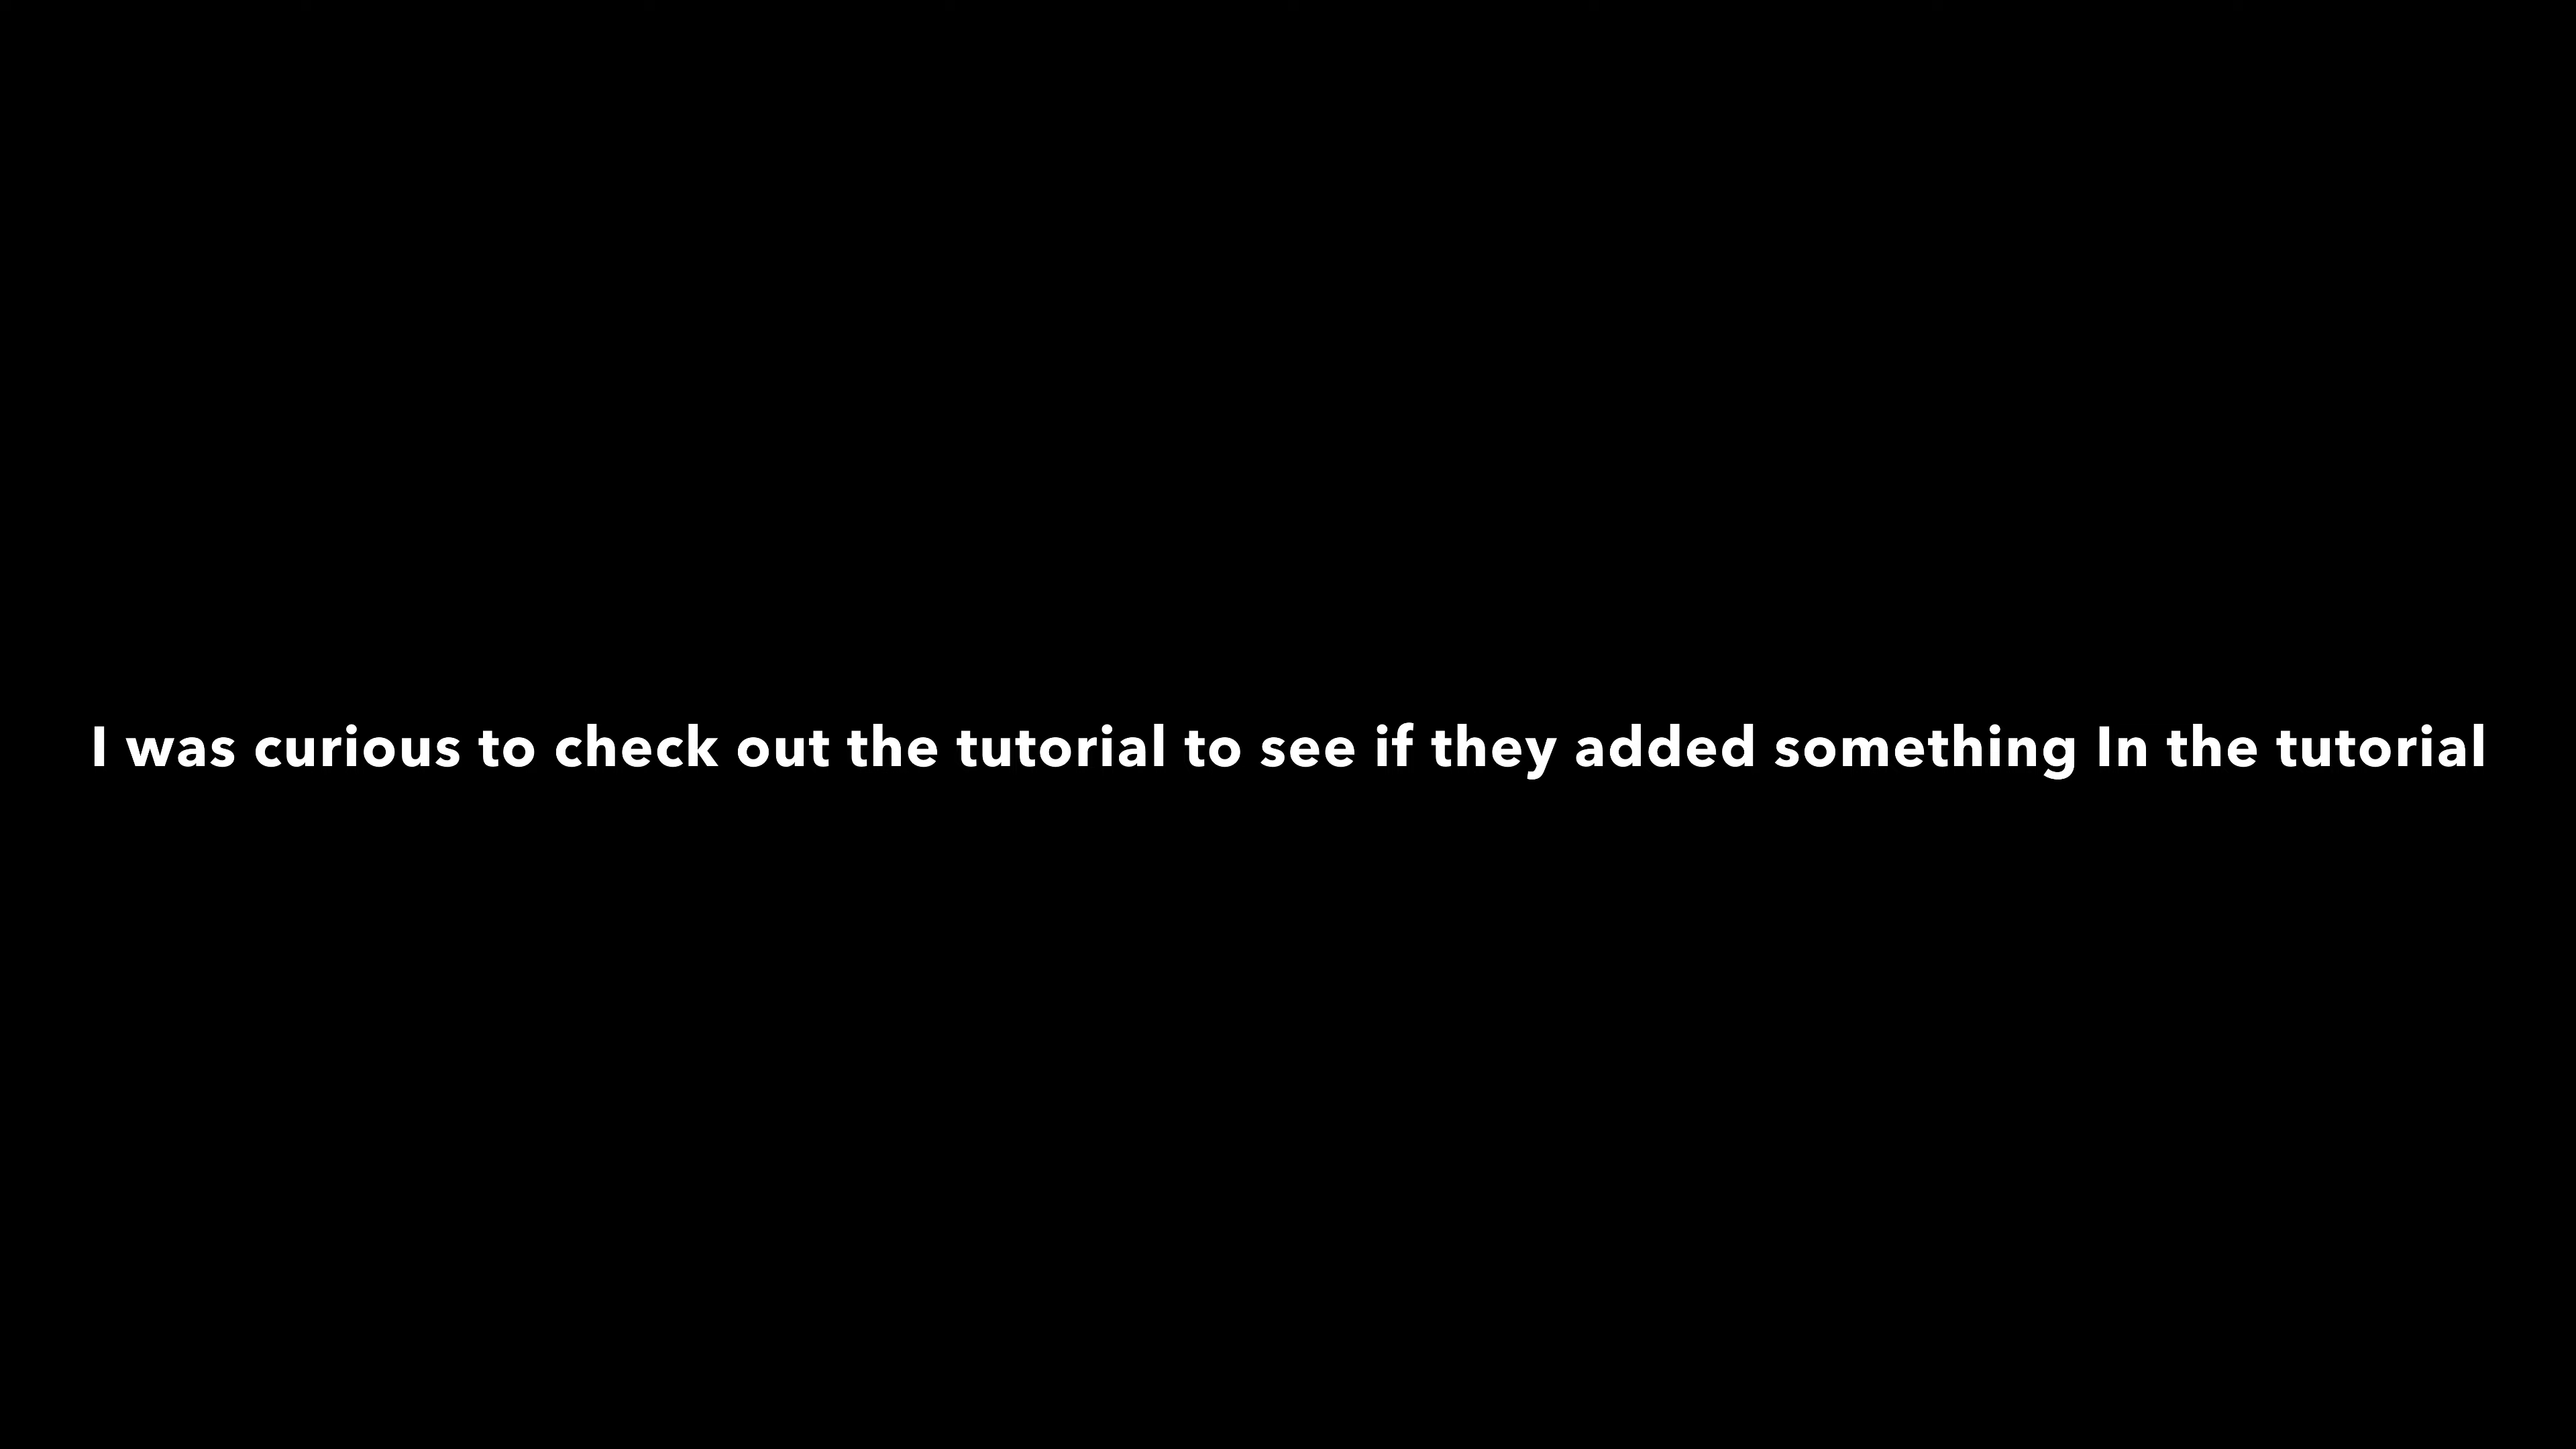 I was curious to check out the tutorial to see if they added something In the tutorial